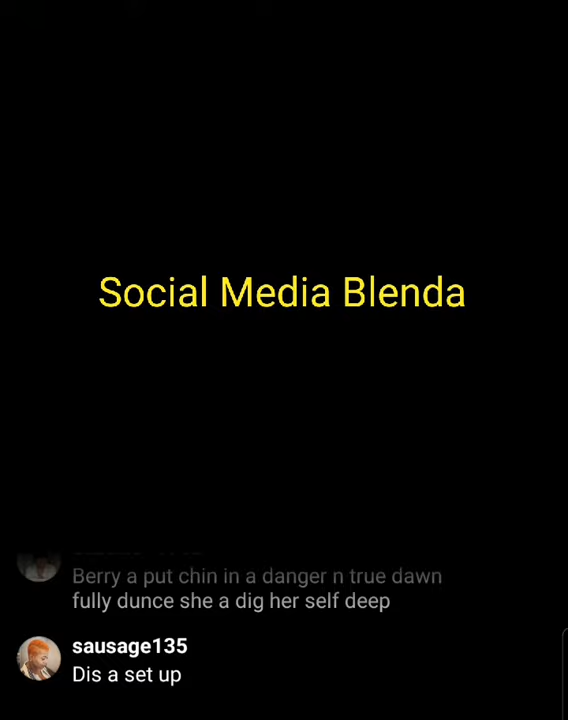 Social Media Blenda
Berry a put chin in a danger n true dawn
fully dunce she a dig her self deep
sausage135
Dis a set up